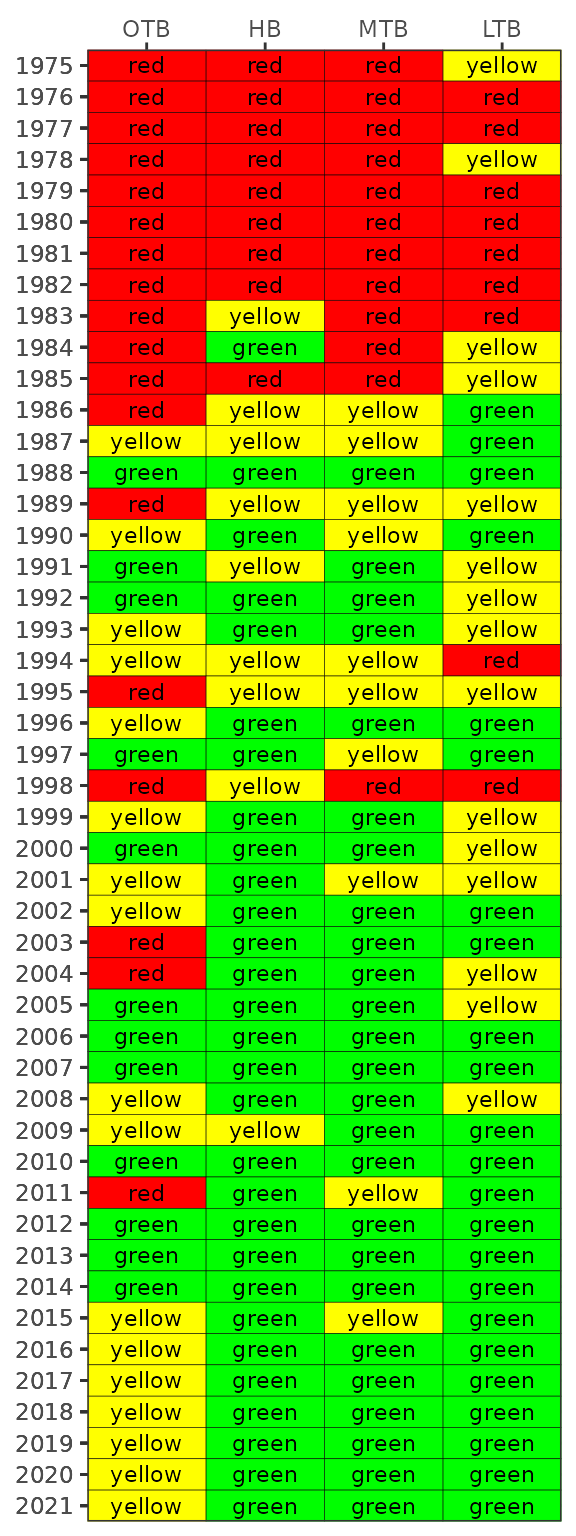 OTB HB MTB LTB
1975 red red red yellow
1976 red red red red
1977 red red red red
1978 red red red yellow
1979 red red red red
1980 red red red red
1981 red red red red
1982 red red red red
1983 red yellow red red
1984 red green red yellow
1985 red red red yellow
1986 red yellow yellow green
1987 yellow yellow yellow green
1988 green green green green
1989 red yellow yellow yellow
1990 yellow green yellow green
1991 green yellow green yellow
1992 green green green yellow
1993 yellow green green yellow
1994 yellow yellow yellow red
1995 red yellow yellow yellow
1996 yellow green green green
1997 green green yellow green
1998 red yellow red red
1999 yellow green green yellow
2000 green green green yellow
2001 yellow green yellow yellow
2002 yellow green green green
2003 red green green green
2004 red green green yellow
2005 green green green yellow
2006 green green green green
2007 green green green green
2008 yellow green green yellow
2009 yellow yellow green green
2010 green green green green
2011 red green yellow green
2012 green green green green
2013 green green green green
2014 green green green green
2015 yellow green yellow green
2016 yellow green green green
2017 yellow green green green
2018 yellow green green green
2019 yellow green green green
2020 yellow green green green
2021 yellow green green green